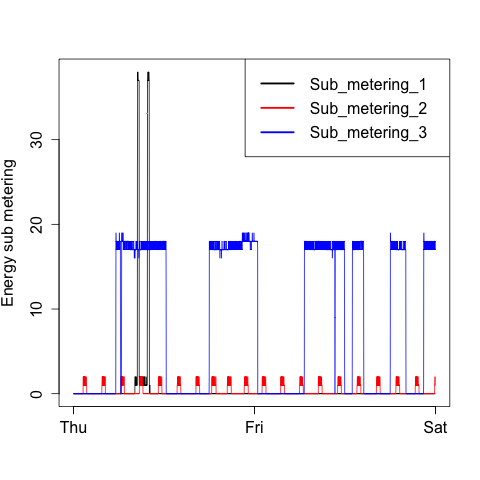 Sub_metering_1
Sub_metering_2
Sub_metering_3
Energy sub metering
30
20
10
0
Thu Fri Sat